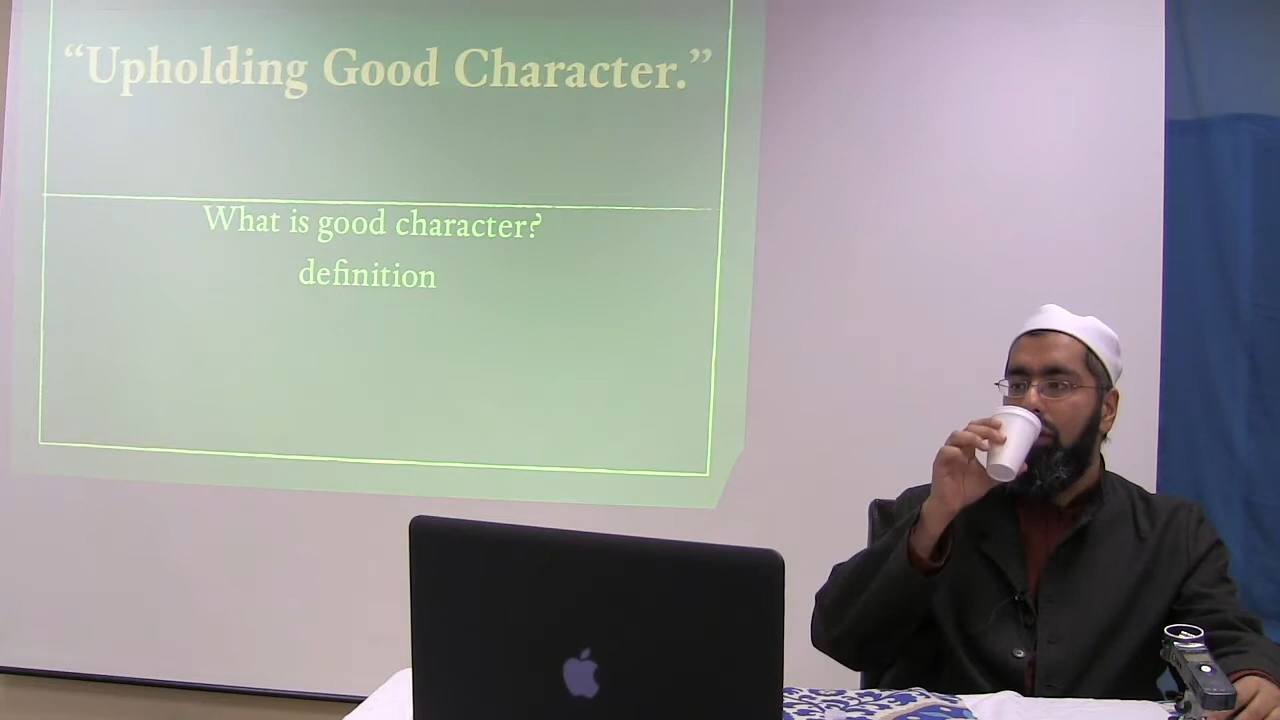 “Upholding Good Character.”
What is good character?
definition